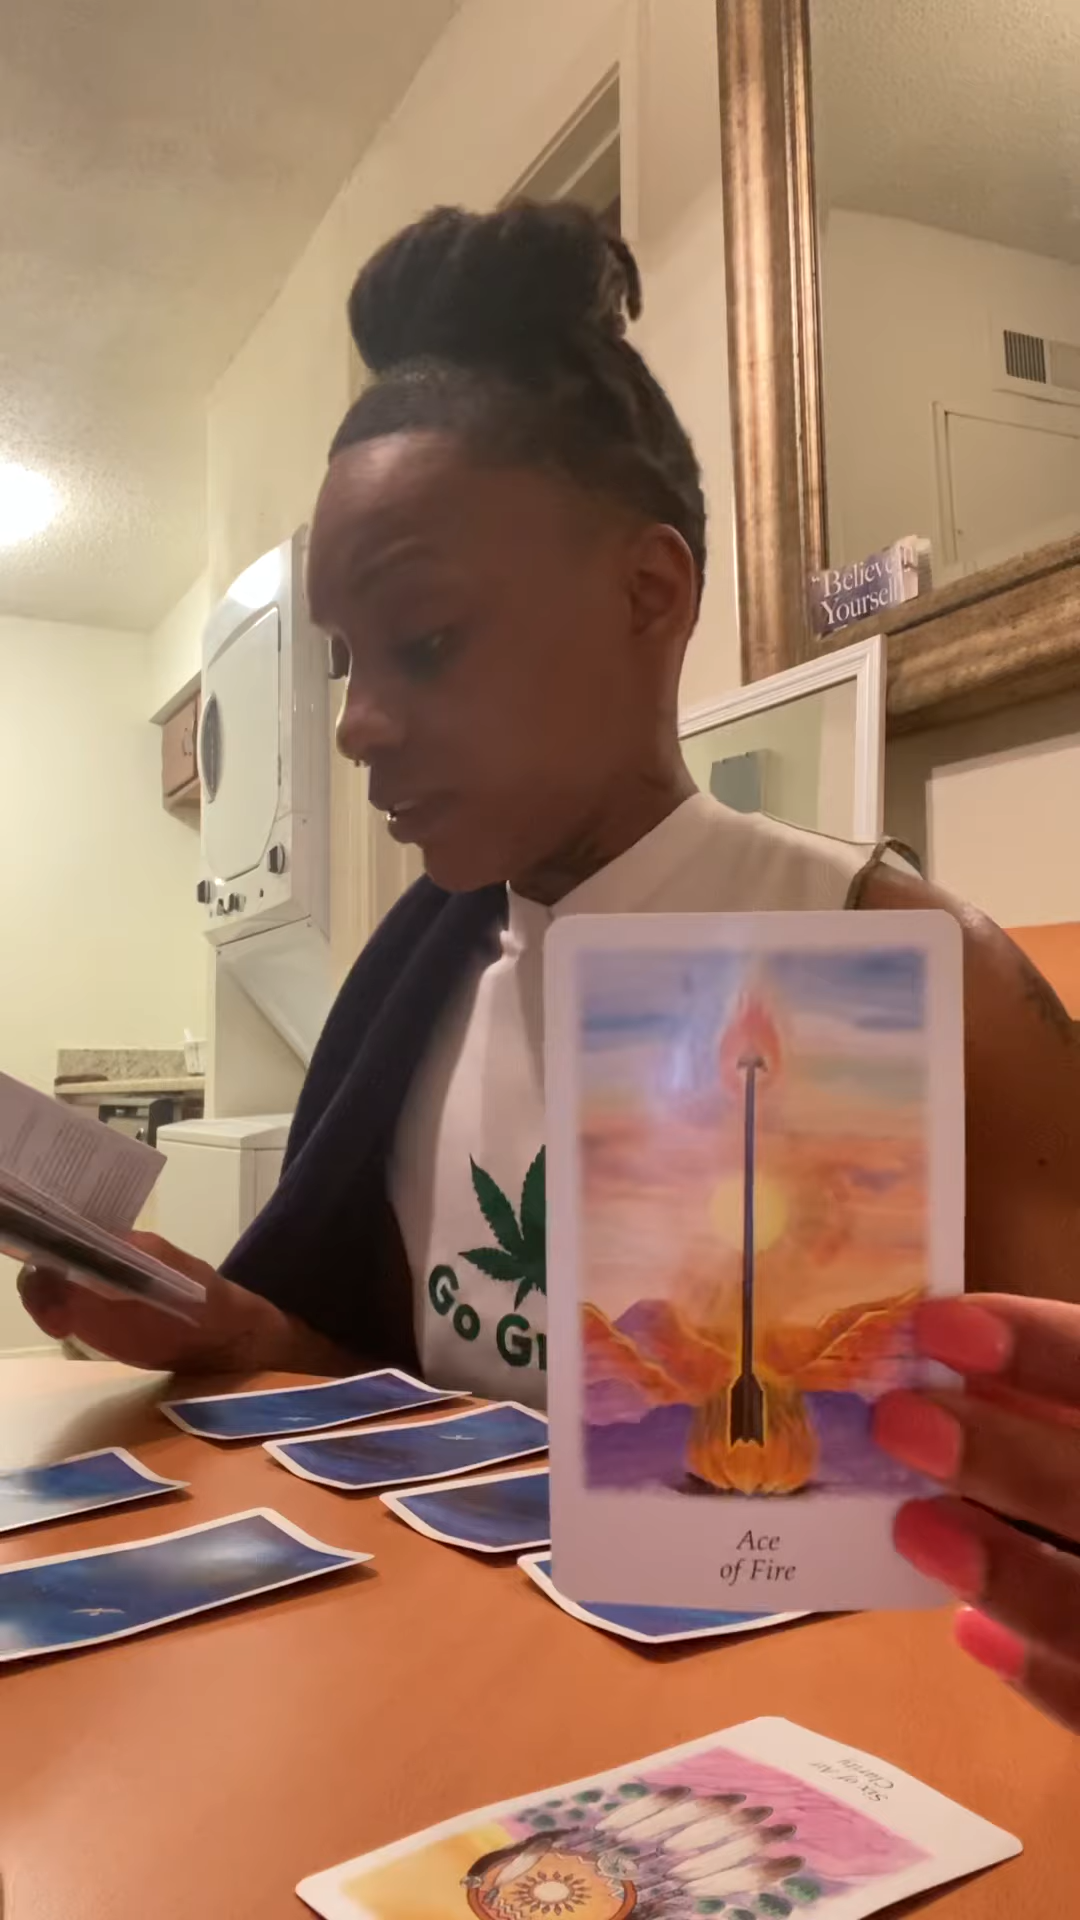 "Believe in
Yourself"
Go Gr
Ace
of Fire
Six of Air
Clarity